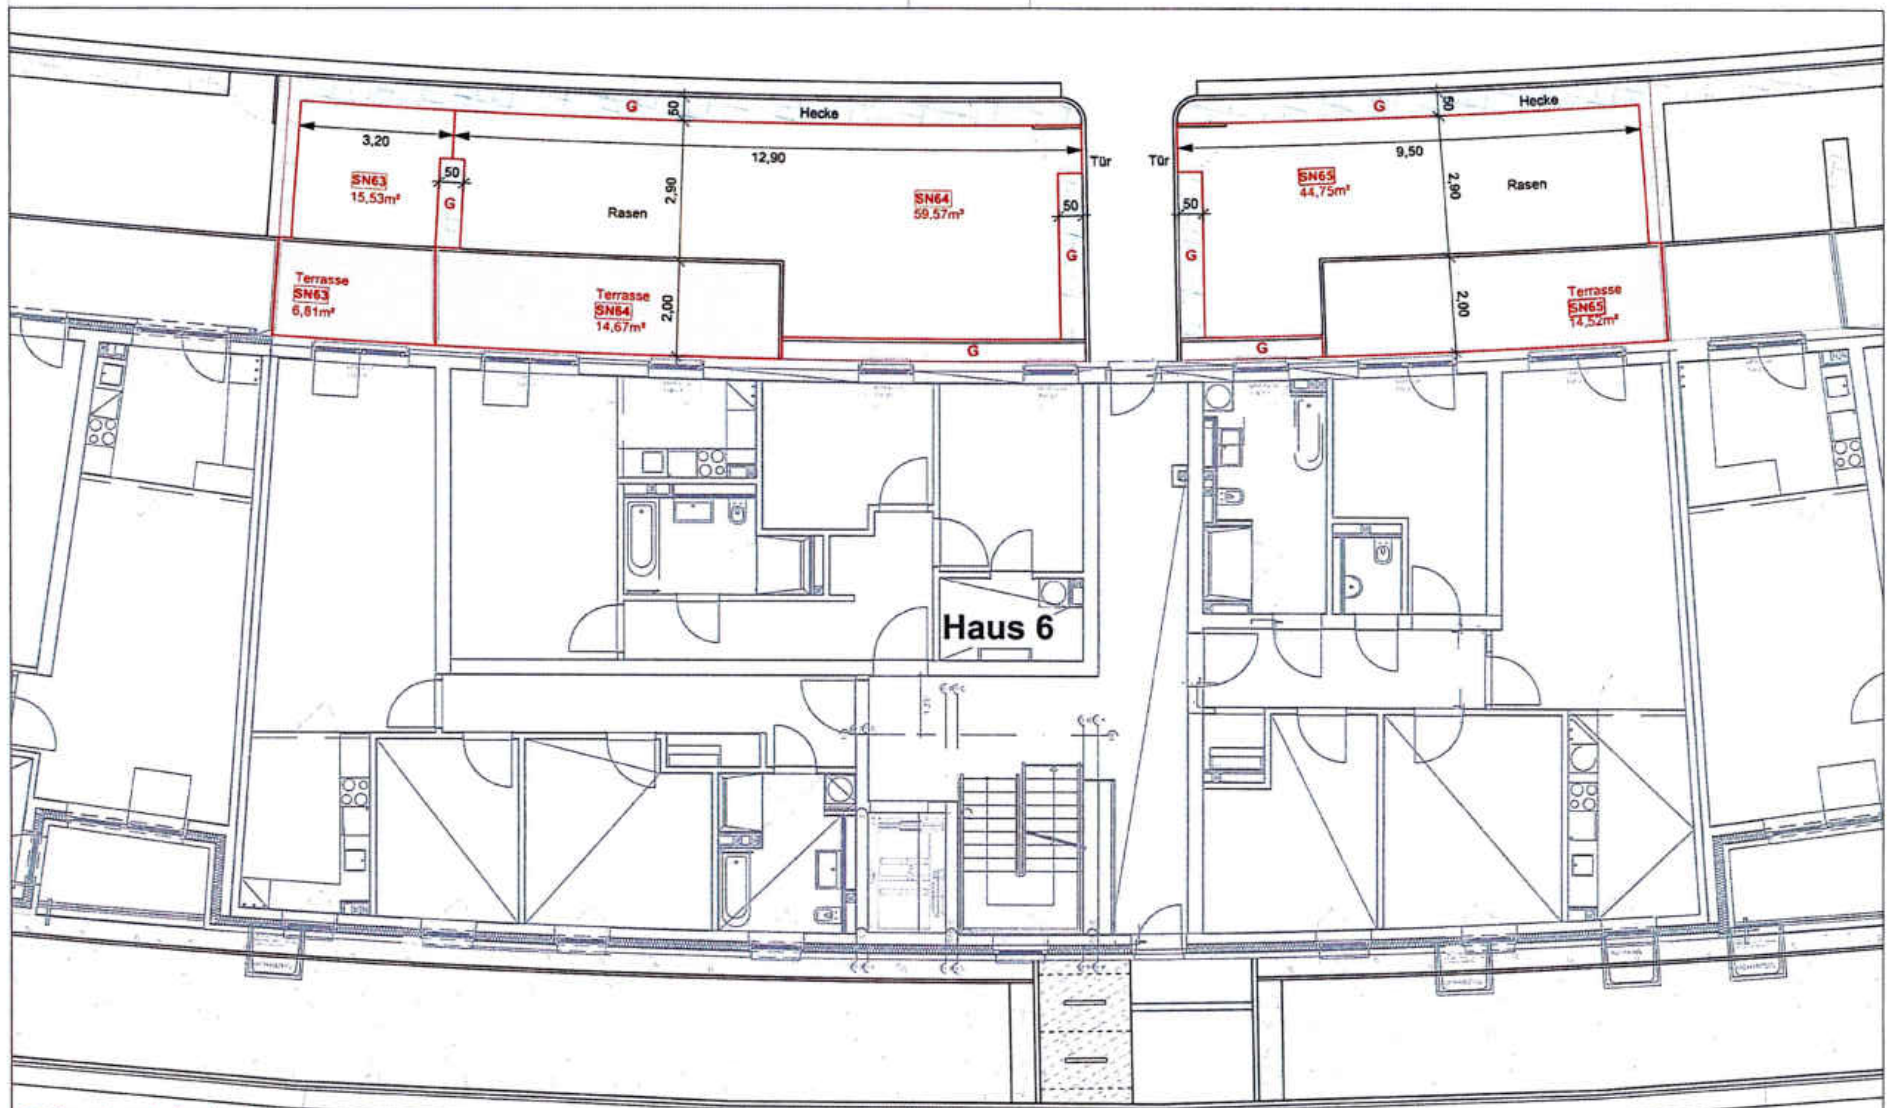 G
60
Hecke
3,20
12,90
Tür
SN63
15,53m²
50
G
Rasen
2,90
SN64
59,57m²
50
G
Terrasse
SN63
6,81m²
Terrasse
SN64
14,67m²
2,00
G
G
50
Hecke
Tür
9,50
SN65
44,75m²
2,90
Rasen
50
G
Terrasse
SN65
14,52m²
2,00
G
Haus 6